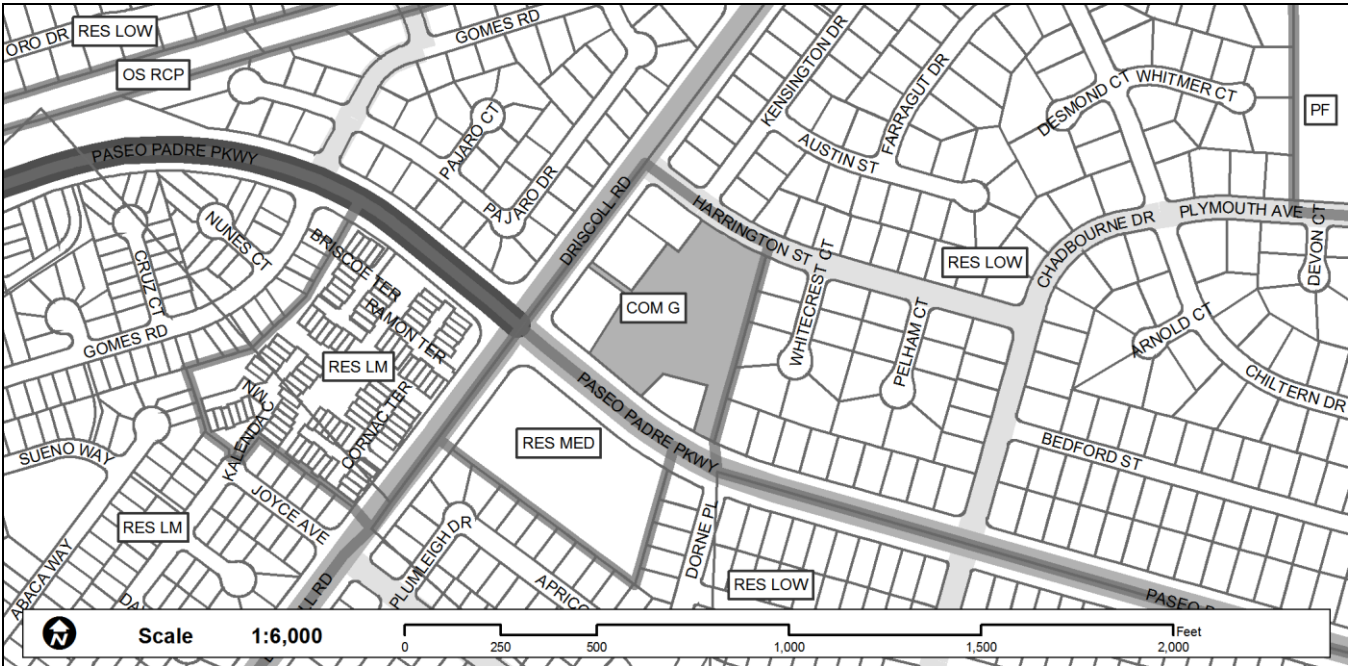 GOMES RD
KENSINGTON DR
RES LOW
ORO DR
FARRAGUT DR
OS RCP
DESMOND CT
WHITMER CT
PF
PAJARO CT
AUSTIN ST
PASEO PADRE PKWY
PAJARO DR
DRISCOLL RD
HARRINGTON ST
PLYMOUTH AVE
DEVON CT
CHADBOURNE DR
NUNES CT
BRISCOE TER
CRUZ CT
RES LOW
WHITECREST CT
COM G
RAMON TER
PELHAM CT
ARNOLD CT
GOMES RD
RES LM
CHILTERN DR
PASEO PADRE PKWY
CORNAC TER
RES MED
BEDFORD ST
SUENO WAY
KALENDA C
JOYCE AVE
RES LM
PLUMLEIGH DR
DORNE PL
ABACA WAY
APRICO
RES LOW
PASEO
DA
LL RD
N
Scale 1:6,000
Feet
0 250 500 1,000 1,500 2,000